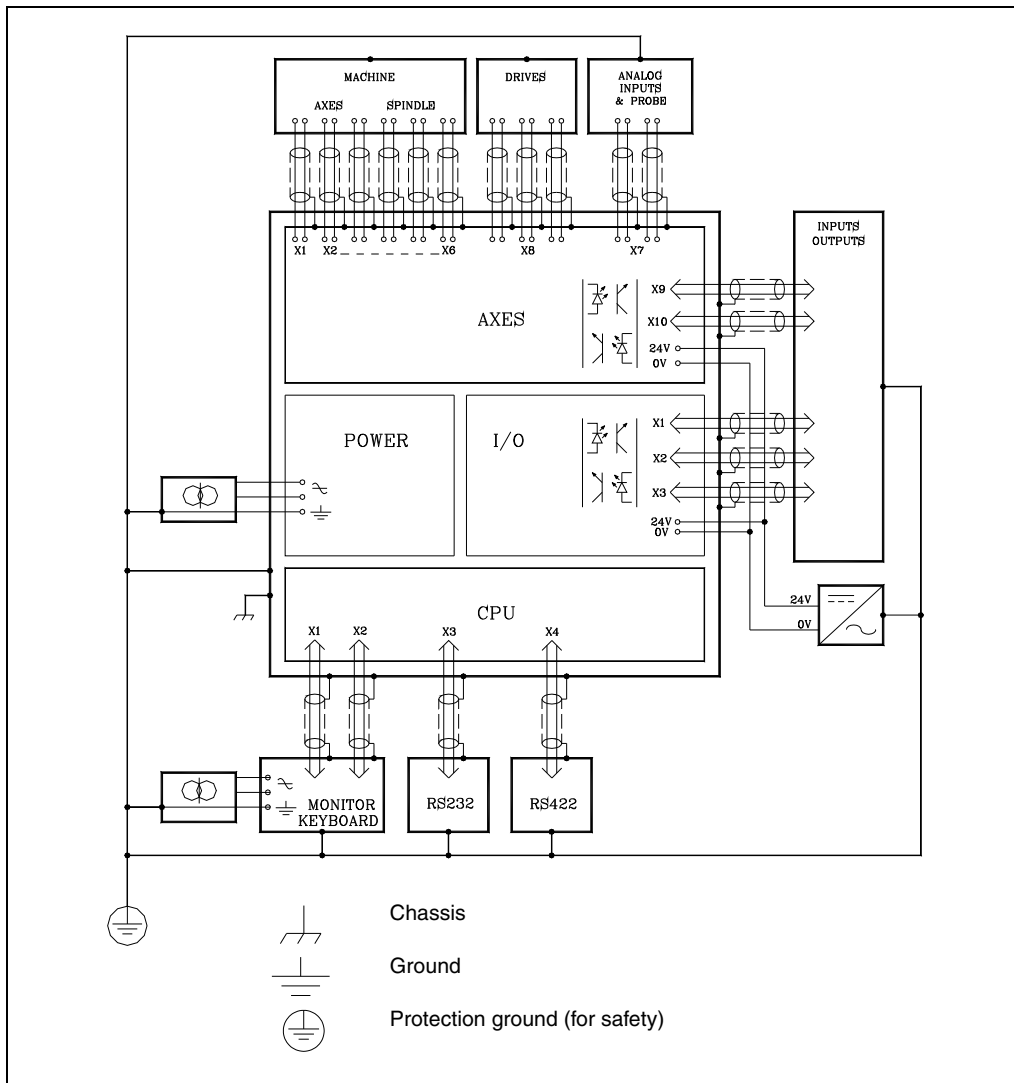 MACHINE
AXES SPINDLE
DRIVES
ANALOG
INPUTS
& PROBE
X1 X2 X6 X8 X7
INPUTS
OUTPUTS
AXES
X9
X10
24V
0V
POWER
I/O
X1
X2
X3
24V
0V
CPU
X1 X2 X3 X4
24V
0V
MONITOR
KEYBOARD
RS232
RS422
Chassis
Ground
Protection ground (for safety)